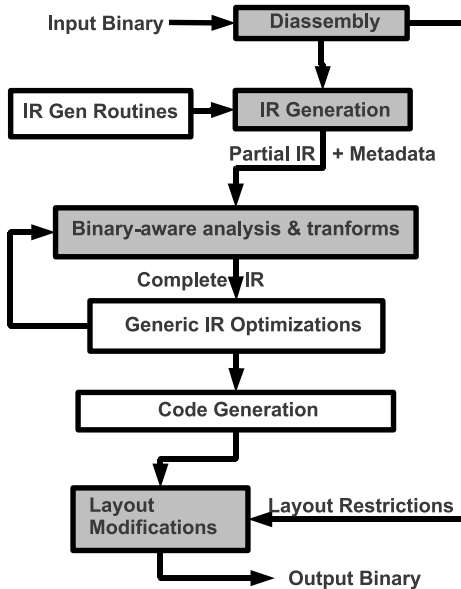 Input Binary
Disassembly
IR Gen Routines
IR Generation
Partial IR + Metadata
Binary-aware analysis & tranforms
Complete IR
Generic IR Optimizations
Code Generation
Layout
Modifications
Layout Restrictions
Output Binary